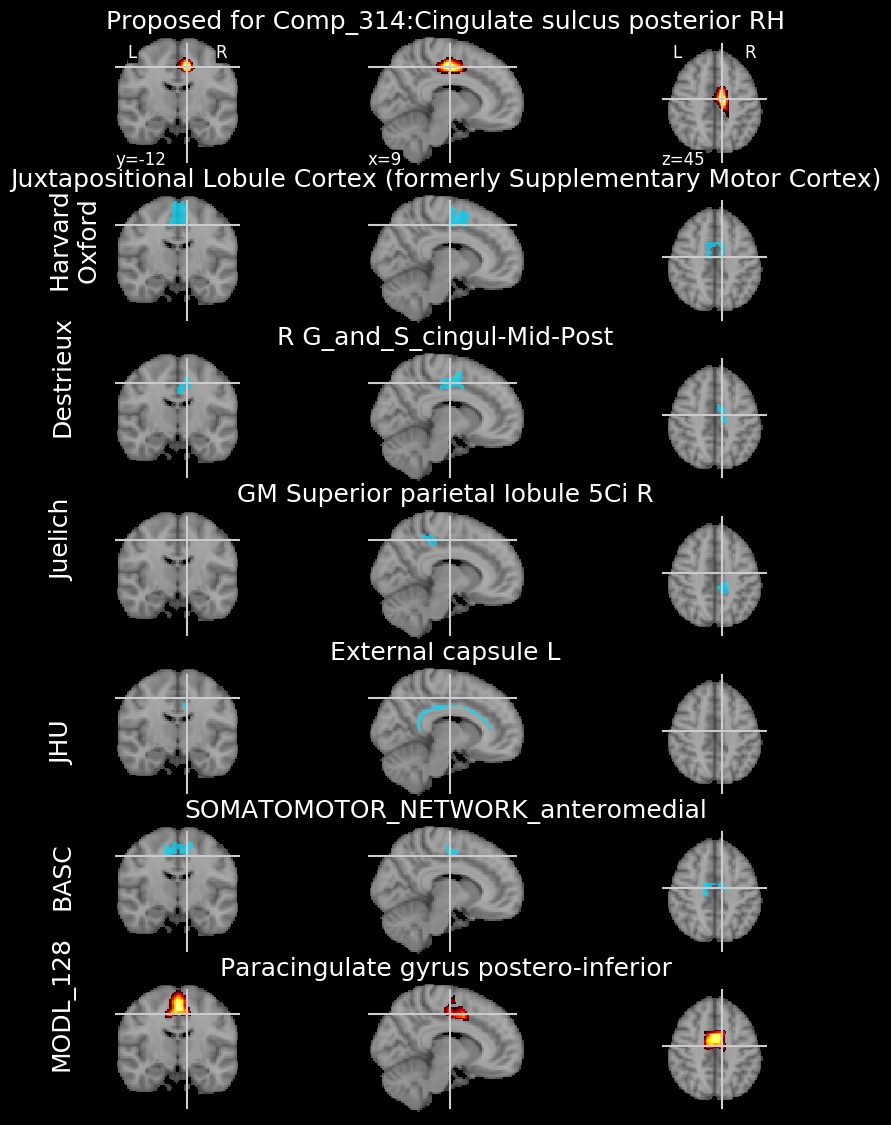 Proposed for Comp_314:Cingulate sulcus posterior RH
L R
L R
y=-12 x=9 z=45
Juxtapositional Lobule Cortex (formerly Supplementary Motor Cortex)
Harvard
Oxford
R G_and_S_cingul-Mid-Post
Destrieux
GM Superior parietal lobule 5Ci R
Juelich
External capsule L
JHU
SOMATOMOTOR_NETWORK_anteromedial
BASC
Paracingulate gyrus postero-inferior
MODL_128